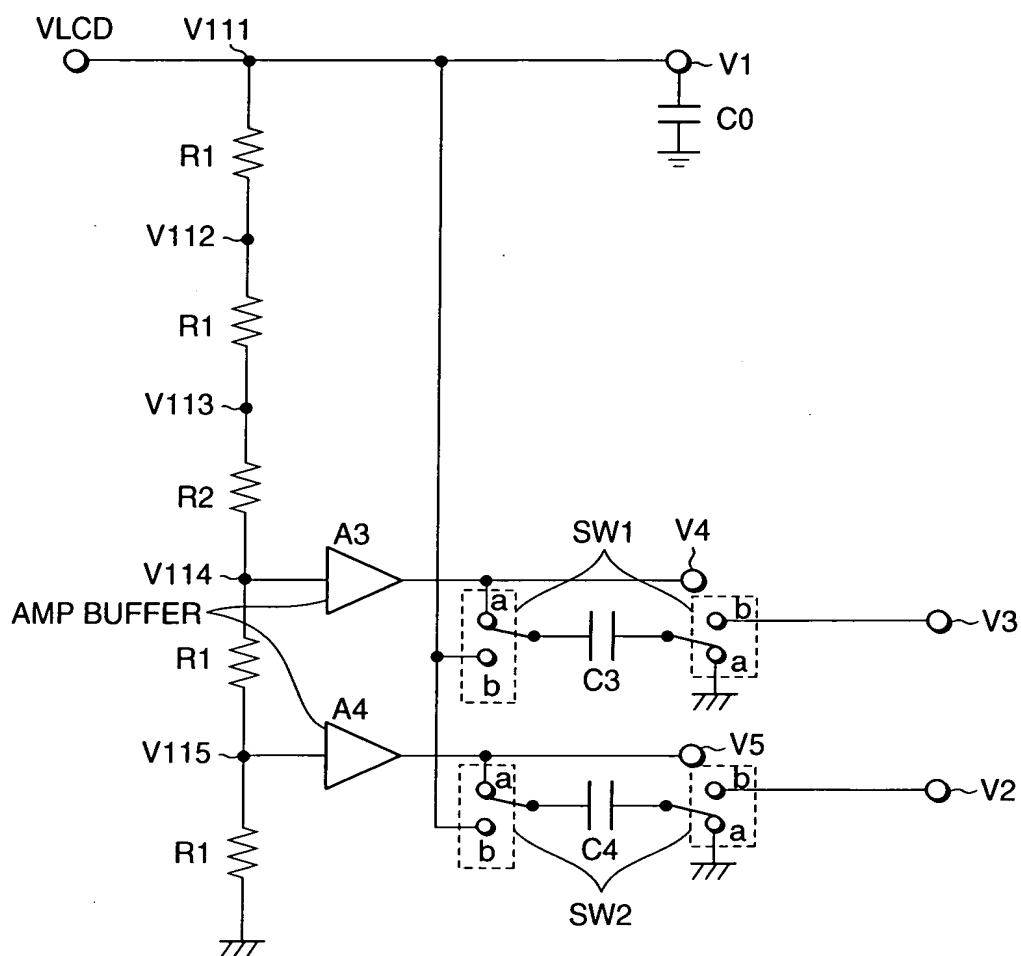 VLCD
V111
V1
C0
R1
V112
R1
V113
R2
A3
SW1
V4
V114
a
b
V3
AMP BUFFER
R1
b
C3
a
A4
V115
V5
a
b
V2
R1
b
C4
a
SW2